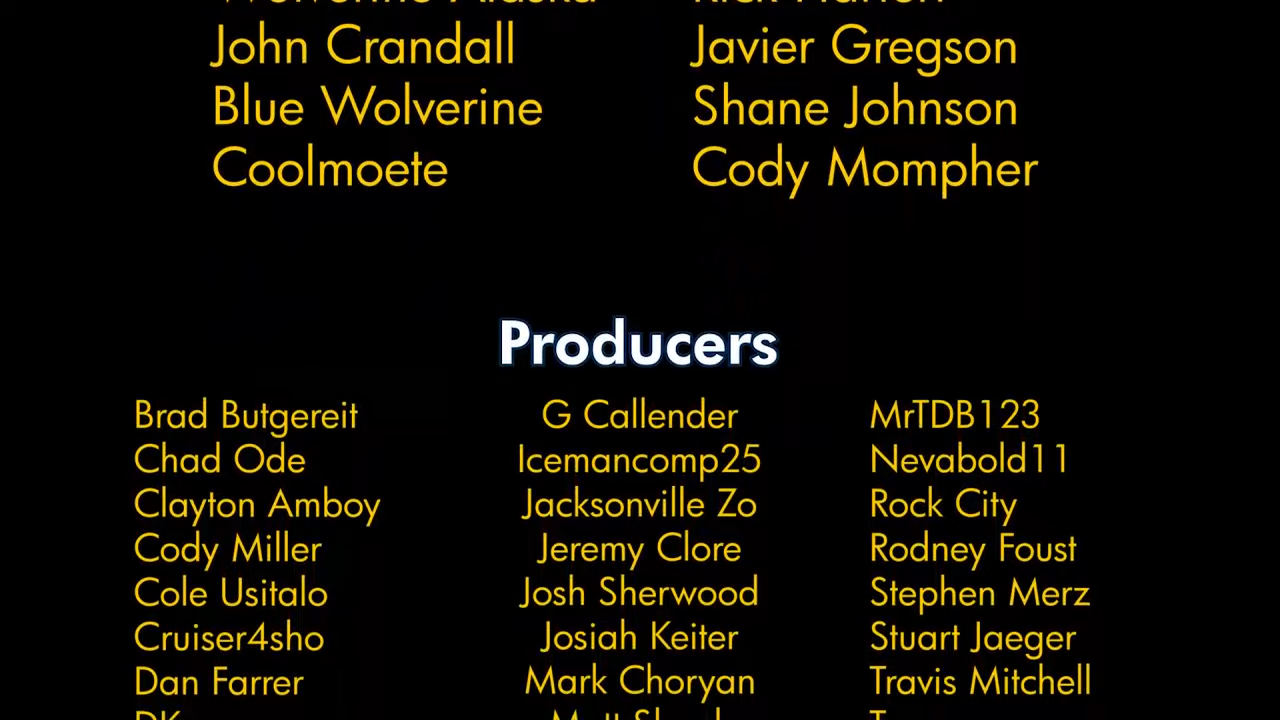 John Crandall
Javier Gregson
Blue Wolverine
Shane Johnson
Coolmoete
Cody Mompher
Producers
Brad Butgereit
G Callender
MrTDB123
Chad Ode
Icemancomp25
Nevabold11
Clayton Amboy
Jacksonville Zo
Rock City
Cody Miller
Jeremy Clore
Rodney Foust
Cole Usitalo
Josh Sherwood
Stephen Merz
Cruiser4sho
Josiah Keiter
Stuart Jaeger
Dan Farrer
Mark Choryan
Travis Mitchell